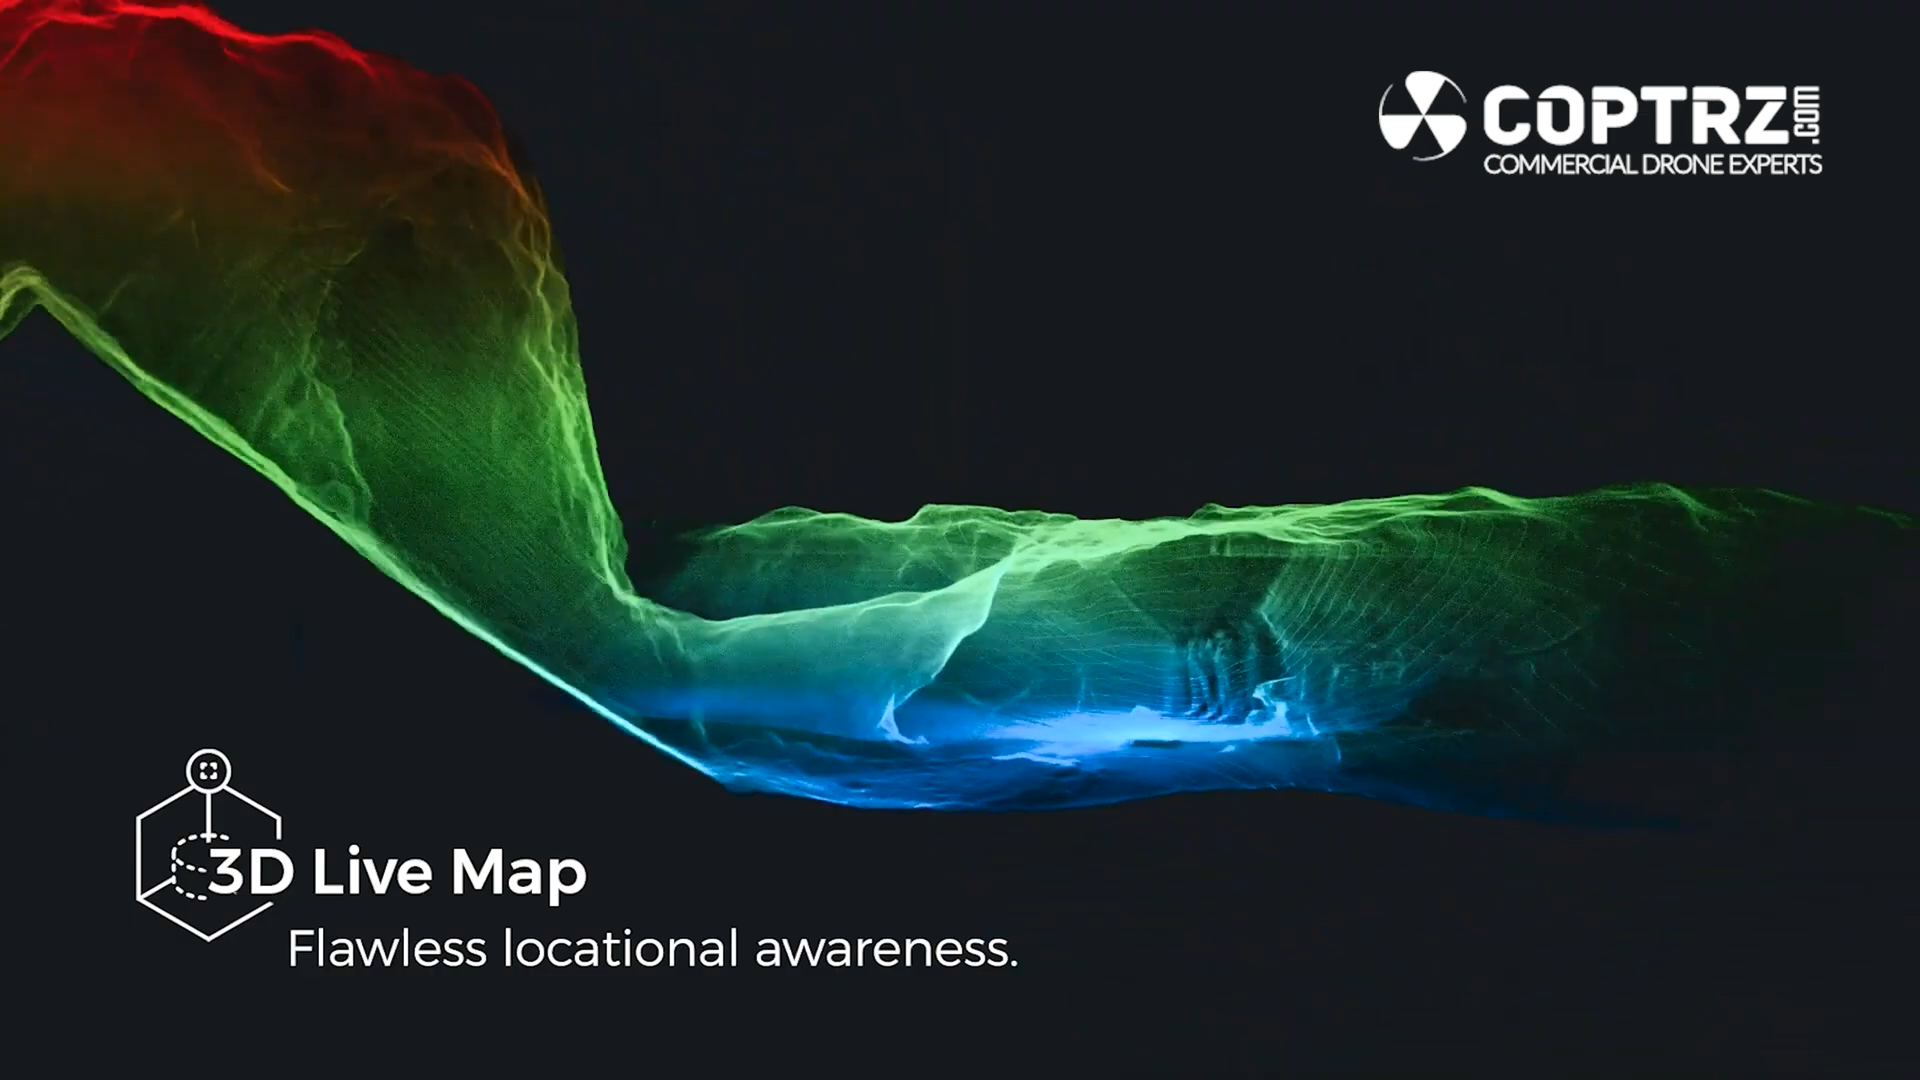 COPTRZ.COM
COMMERCIAL DRONE EXPERTS
3D Live Map
Flawless locational awareness.